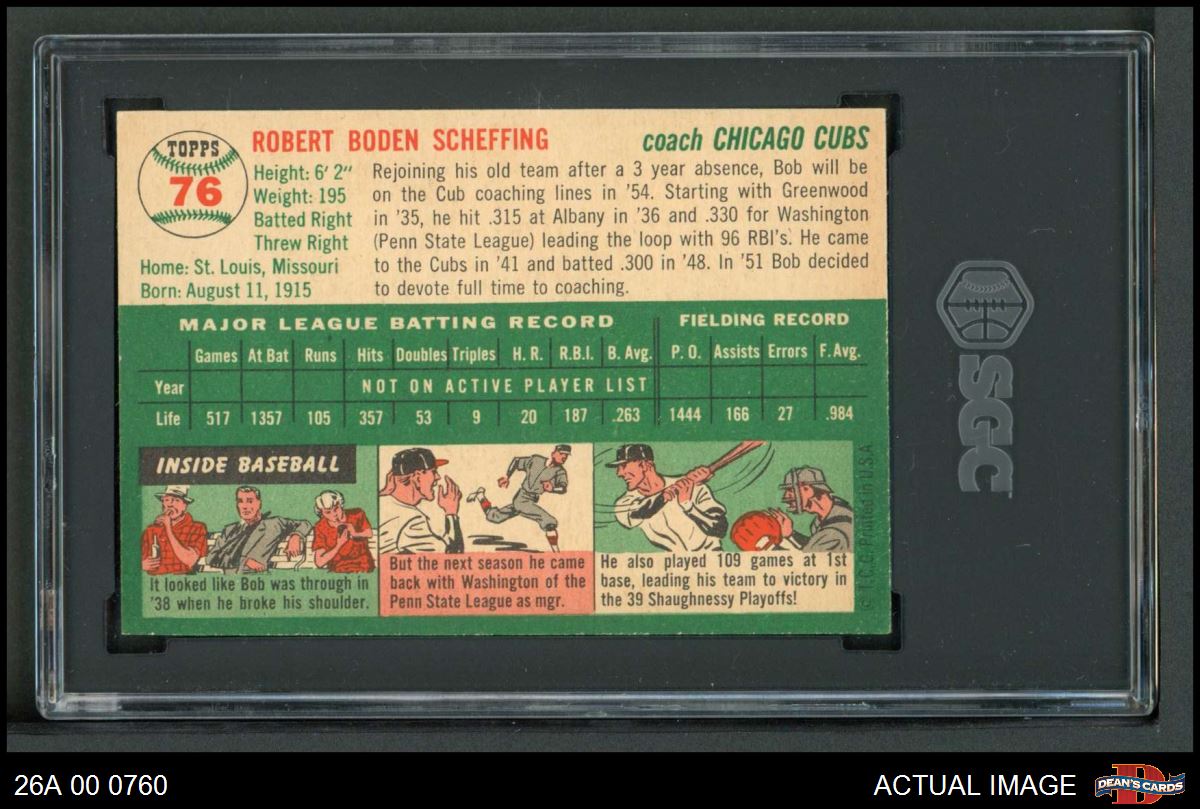 TOPPS
76
ROBERT BODEN SCHEFFING
coach CHICAGO CUBS
Height: 6' 2"
Weight: 195
Batted Right
Threw Right
Home: St. Louis, Missouri
Born: August 11, 1915
Rejoining his old team after a 3 year absence, Bob will be
on the Cub coaching lines in '54. Starting with Greenwood
in '35, he hit .315 at Albany in '36 and .330 for Washington
(Penn State League) leading the loop with 96 RBI's. He came
to the Cubs in '41 and batted .300 in '48. In '51 Bob decided
to devote full time to coaching.
MAJOR LEAGUE BATTING RECORD FIELDING RECORD
Games At Bat Runs Hits Doubles Triples H. R. R.B.I. B. Avg. P. O. Assists Errors F. Avg.
Year NOT ON ACTIVE PLAYER LIST
Life 517 1357 105 357 53 9 20 187 .263 1444 166 27 .984
INSIDE BASEBALL
It looked like Bob was through in
'38 when he broke his shoulder.
But the next season he came
back with Washington of the
Penn State League as mgr.
He also played 109 games at 1st
base, leading his team to victory in
the 39 Shaughnessy Playoffs!
© T.C.G. Printed in U.S.A.
SGC
26A 00 0760
ACTUAL IMAGE
D
DEAN'S CARDS